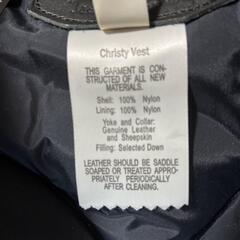 Christy Vest
THIS GARMENT IS CON-
STRUCTED OF ALL NEW
MATERIALS.
Shell: 100% Nylon
Lining: 100% Nylon
Yoke and Collar:
Genuine Leather
and Sheepskin
Filling: Selected Down
LEATHER SHOULD BE SADDLE
SOAPED OR TREATED APPRO-
PRIATELY PERIODICALLY
AFTER CLEANING.